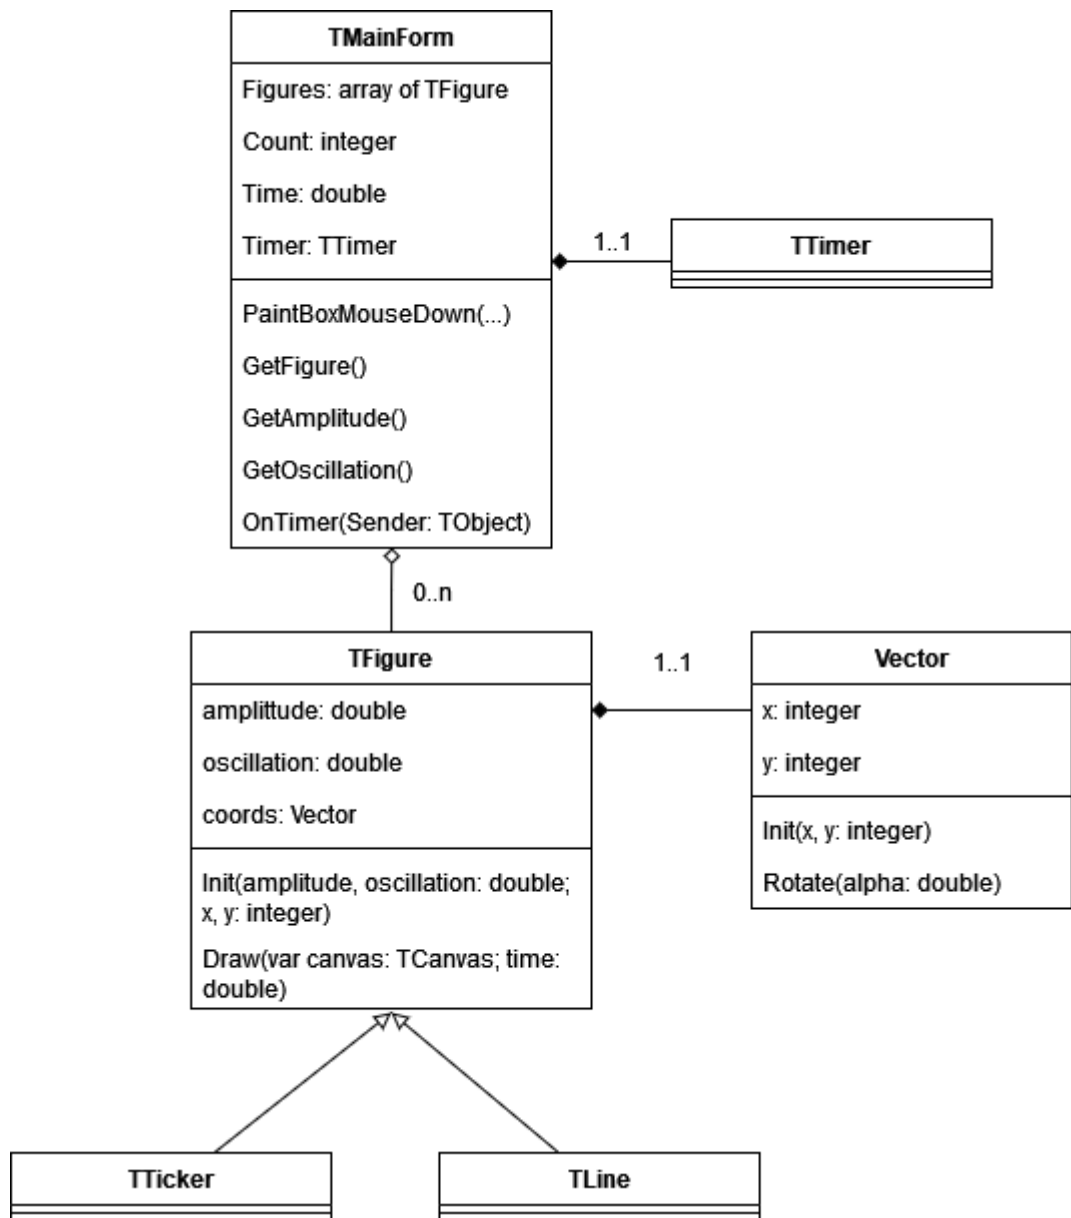 TMainForm
Figures: array of TFigure
Count: integer
Time: double
Timer: TTimer
1..1
TTimer
PaintBoxMouseDown(...)
GetFigure()
GetAmplitude()
GetOscillation()
OnTimer(Sender: TObject)
0..n
TFigure
amplittude: double
oscillation: double
coords: Vector
Init(amplitude, oscillation: double;
x, y: integer)
Draw(var canvas: TCanvas; time:
double)
1..1
Vector
x: integer
y: integer
Init(x, y: integer)
Rotate(alpha: double)
TTicker
TLine